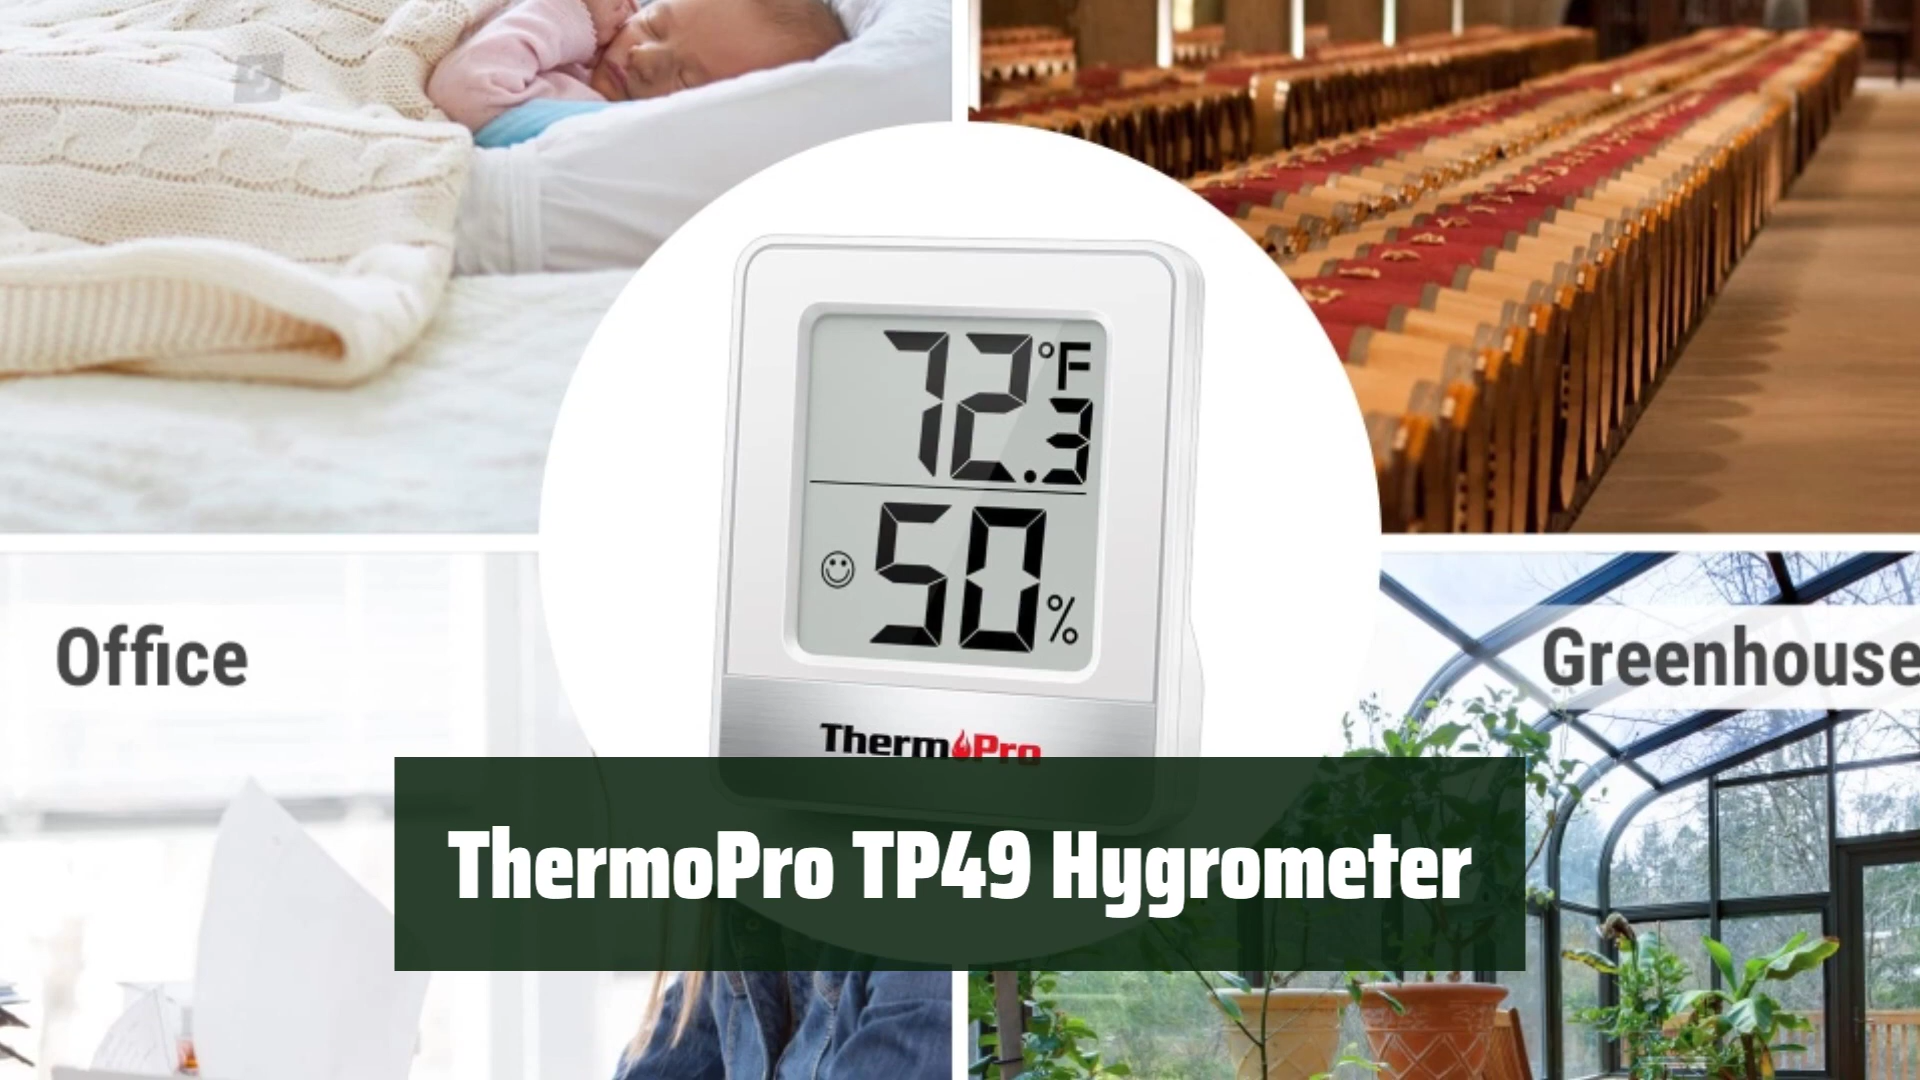 72.3 °F
50 %
Office
Greenhouse
ThermoPro
ThermoPro TP49 Hygrometer